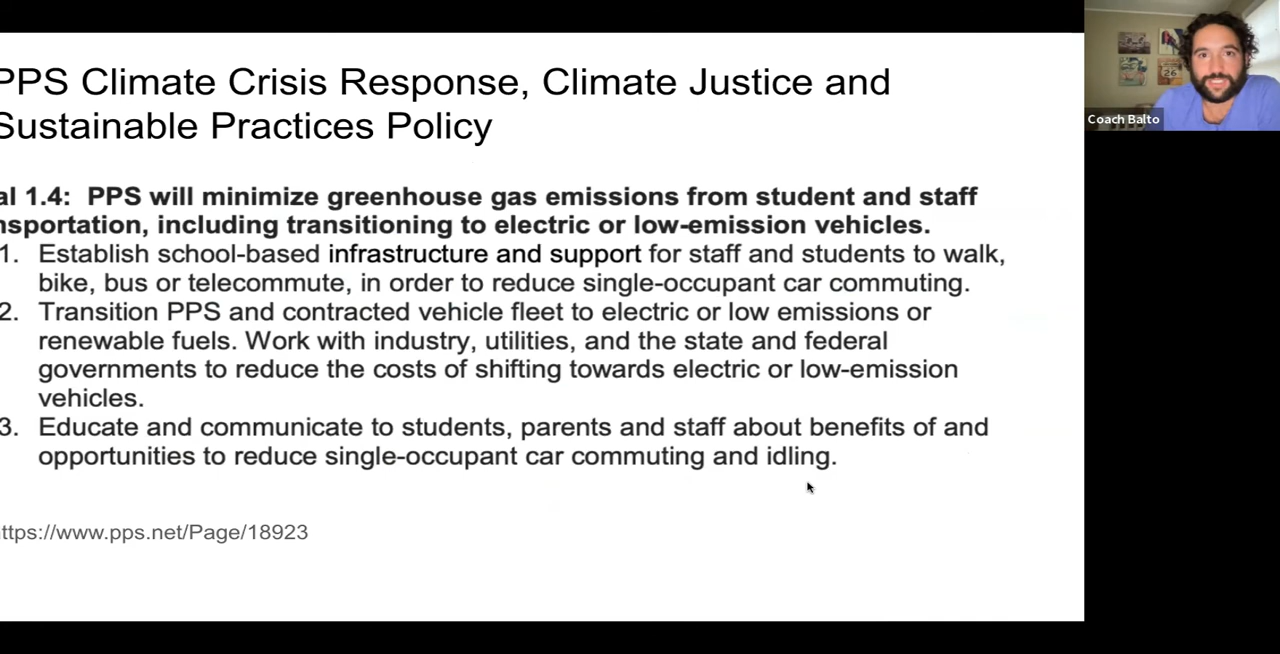 PPS Climate Crisis Response, Climate Justice and
Sustainable Practices Policy
al 1.4: PPS will minimize greenhouse gas emissions from student and staff
nsportation, including transitioning to electric or low-emission vehicles.
1. Establish school-based infrastructure and support for staff and students to walk,
bike, bus or telecommute, in order to reduce single-occupant car commuting.
2. Transition PPS and contracted vehicle fleet to electric or low emissions or
renewable fuels. Work with industry, utilities, and the state and federal
governments to reduce the costs of shifting towards electric or low-emission
vehicles.
3. Educate and communicate to students, parents and staff about benefits of and
opportunities to reduce single-occupant car commuting and idling.
ttps://www.pps.net/Page/18923
Coach Balto
26